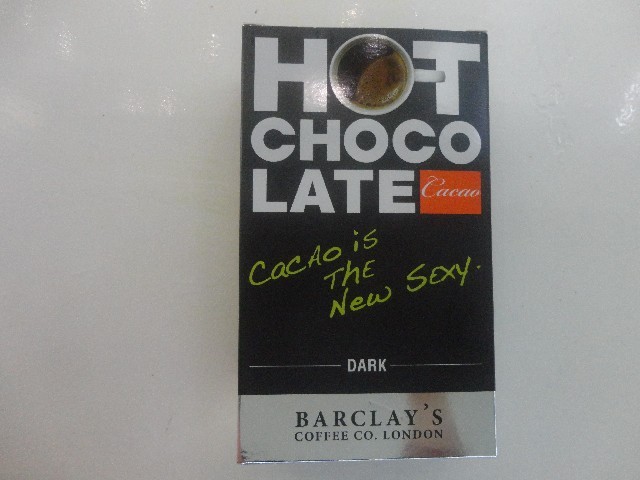 HOT
CHOCO
LATE Cacao
CACAO iS
THE
New SEXY.
DARK
BARCLAY'S
COFFEE CO. LONDON